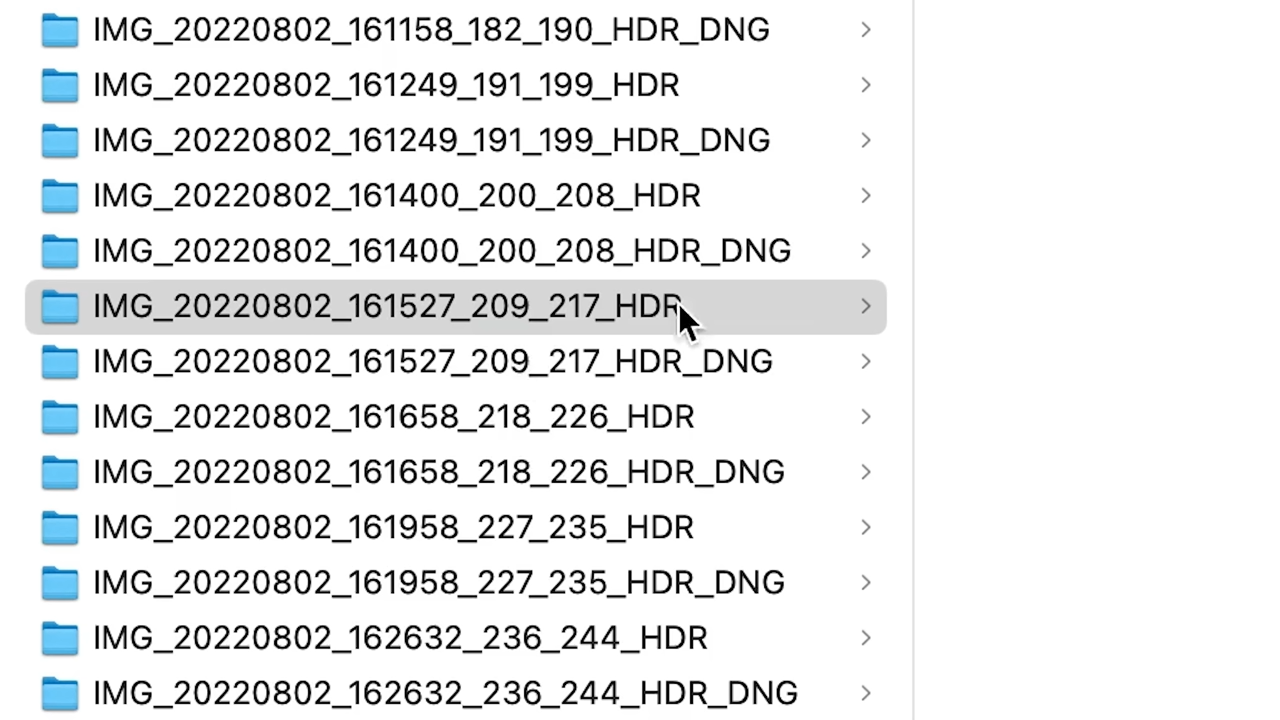 IMG_20220802_161158_182_190_HDR_DNG
IMG_20220802_161249_191_199_HDR
IMG_20220802_161249_191_199_HDR_DNG
IMG_20220802_161400_200_208_HDR
IMG_20220802_161400_200_208_HDR_DNG
IMG_20220802_161527_209_217_HDR
IMG_20220802_161527_209_217_HDR_DNG
IMG_20220802_161658_218_226_HDR
IMG_20220802_161658_218_226_HDR_DNG
IMG_20220802_161958_227_235_HDR
IMG_20220802_161958_227_235_HDR_DNG
IMG_20220802_162632_236_244_HDR
IMG_20220802_162632_236_244_HDR_DNG